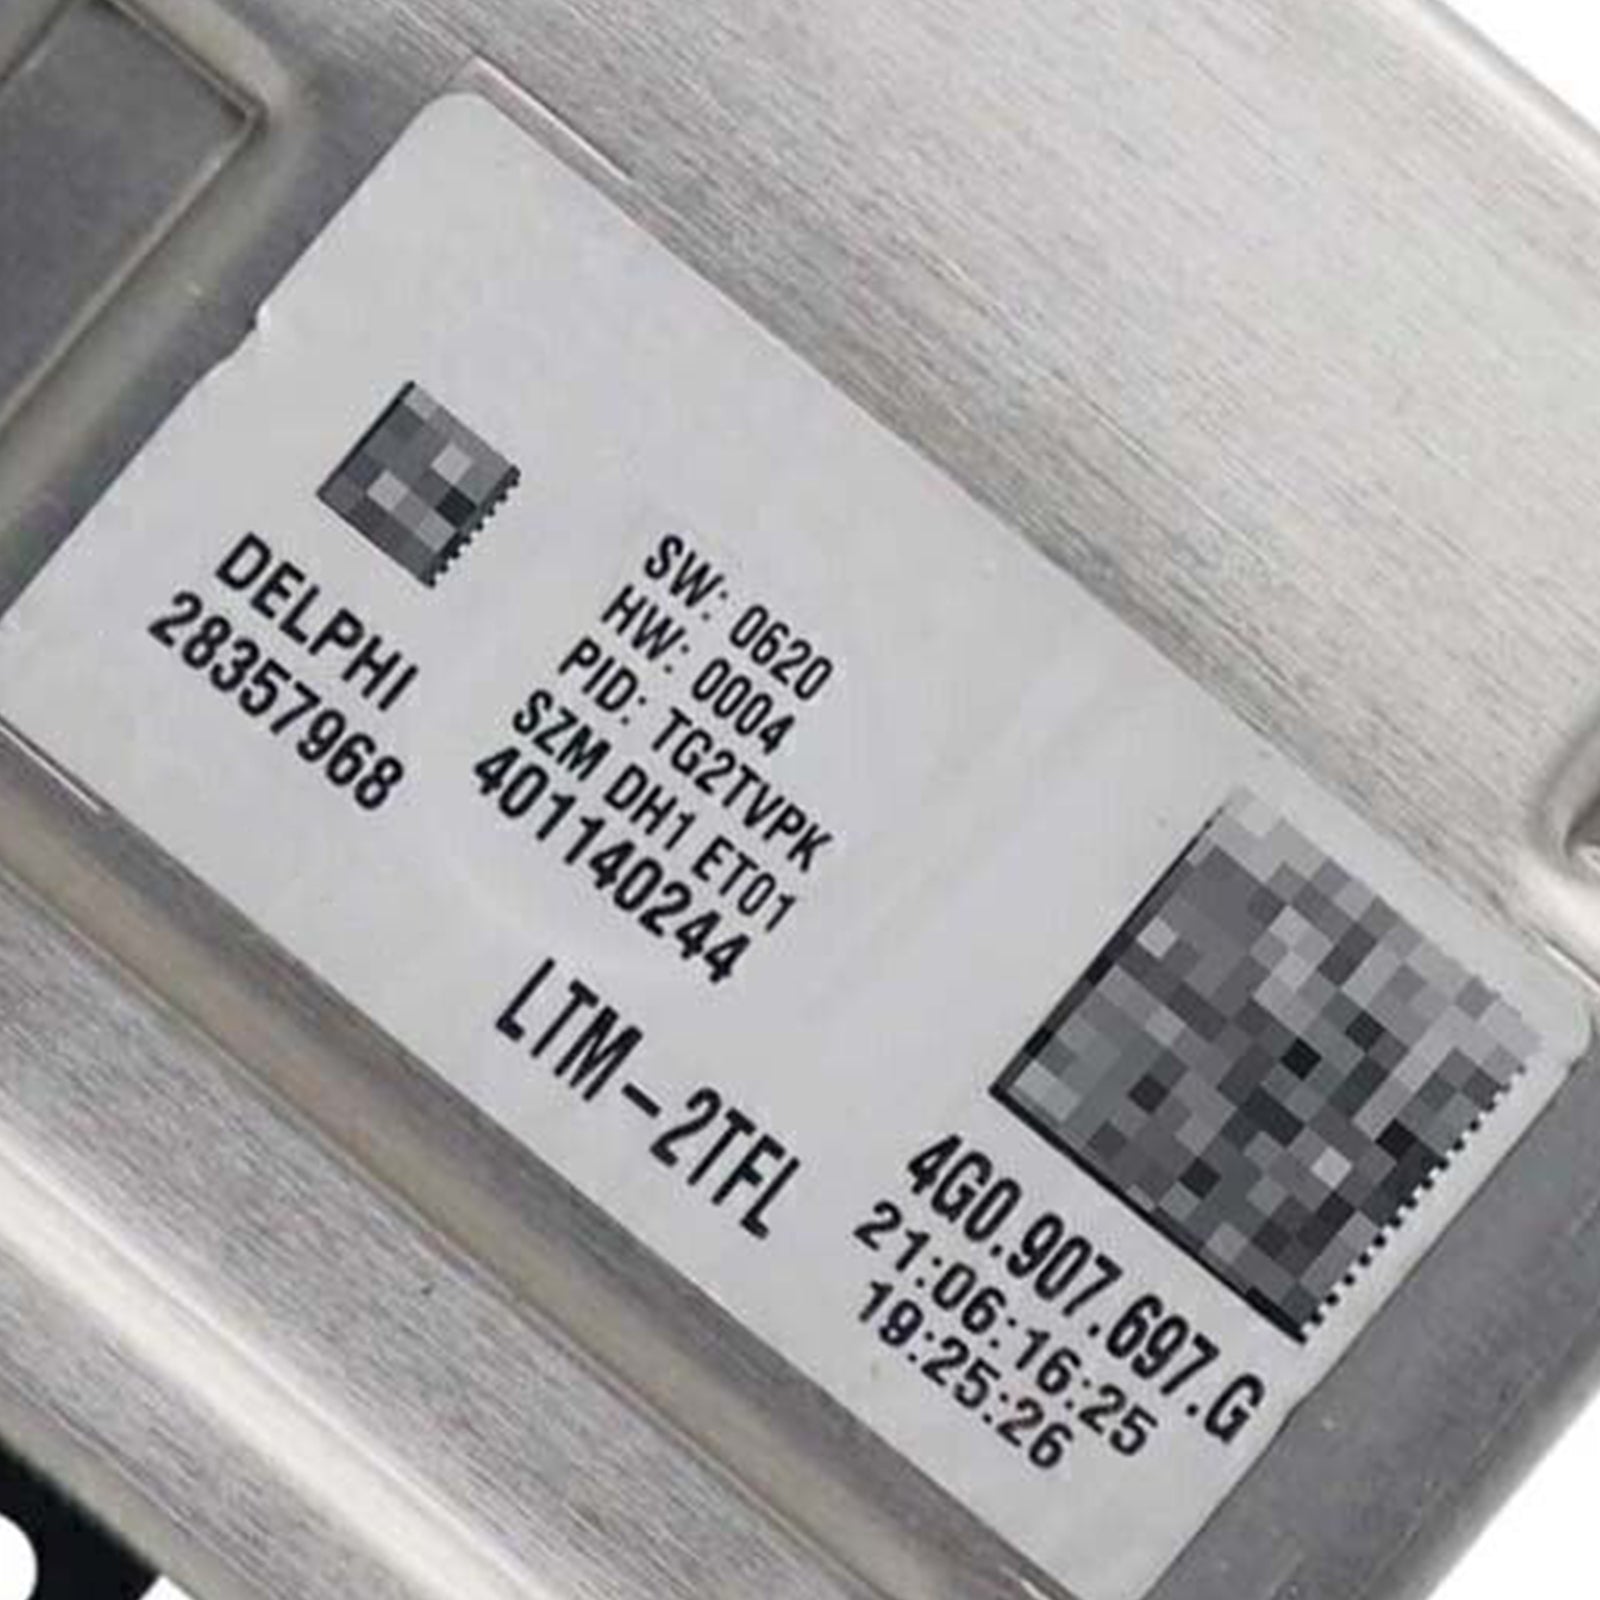 DELPHI
28357968
SW: 0620
HW: 0004
PID: TG2TVPK
SZM DH1 ET01
401140244
LTM-2TFL
4G0.907.697.G
21:06:16:25
19:25:26